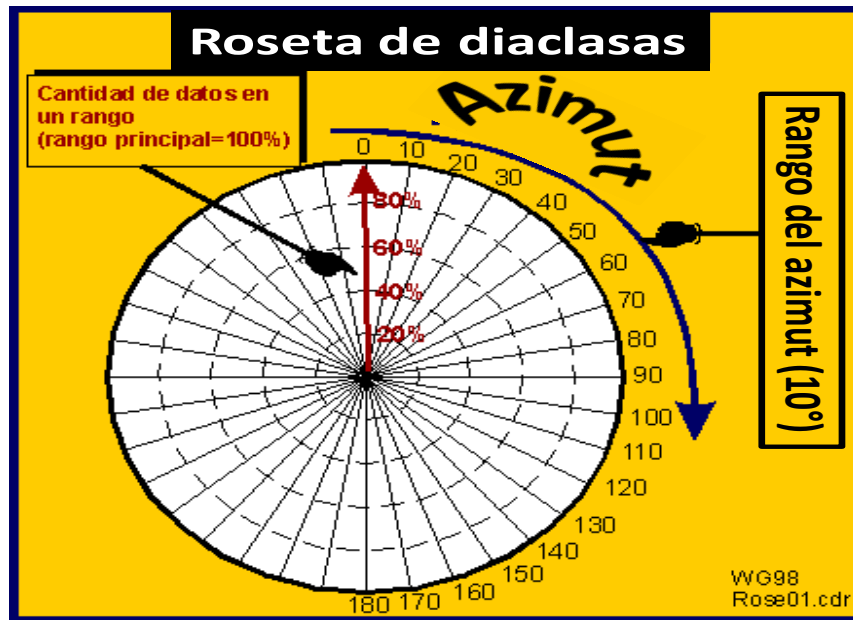 Roseta de diaclasas
Cantidad de datos en
un rango
(rango principal=100%)
Azimut
Rango del azimut (10°)
0
10
20
30
40
50
60
70
80
90
100
110
120
130
140
150
160
170
180
80%
60%
40%
20%
WG98
Rose01.cdr